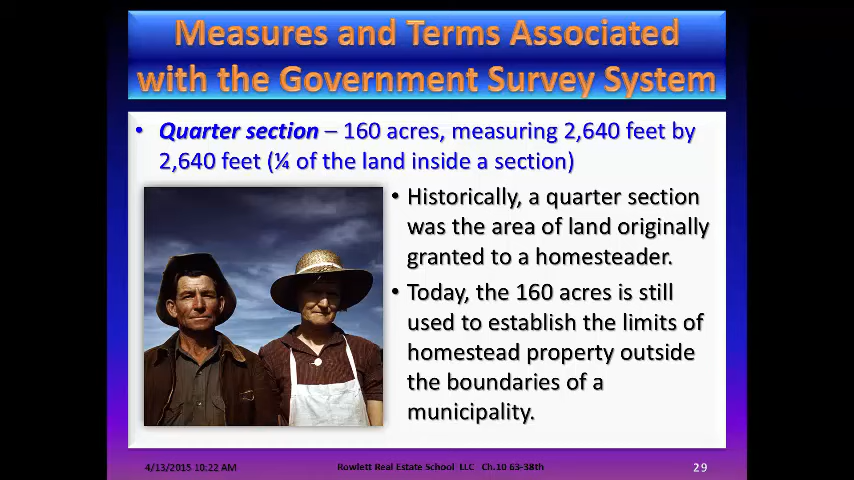 Measures and Terms Associated
with the Government Survey System
• Quarter section – 160 acres, measuring 2,640 feet by
2,640 feet (¼ of the land inside a section)
• Historically, a quarter section
was the area of land originally
granted to a homesteader.
• Today, the 160 acres is still
used to establish the limits of
homestead property outside
the boundaries of a
municipality.
4/13/2015 10:22 AM
Rowlett Real Estate School LLC Ch.10 63-38th
29